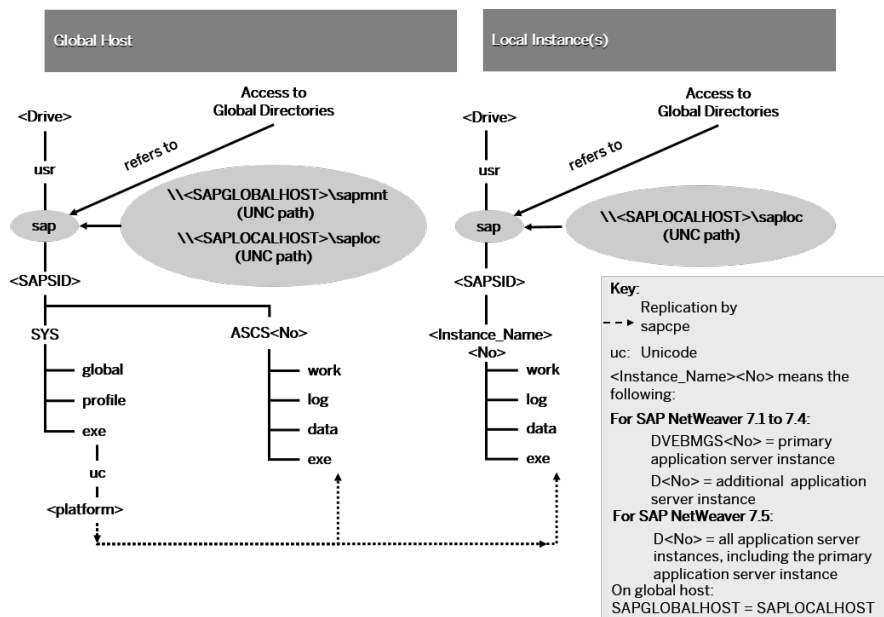 Global Host
Local Instance(s)
Access to
Global Directories
<Drive>
refers to
usr
sap
\\<SAPGLOBALHOST>\sapmnt
(UNC path)
\\<SAPLOCALHOST>\saploc
(UNC path)
<SAPSID>
SYS
global
profile
exe
uc
<platform>
ASCS<No>
work
log
data
exe
Access to
Global Directories
<Drive>
refers to
usr
sap
\\<SAPLOCALHOST>\saploc
(UNC path)
<SAPSID>
<Instance_Name>
<No>
work
log
data
exe
Key:
Replication by
sapcpe
uc: Unicode
<Instance_Name><No> means the
following:
For SAP NetWeaver 7.1 to 7.4:
DVEBMGS<No> = primary
application server instance
D<No> = additional application
server instance
For SAP NetWeaver 7.5:
D<No> = all application server
instances, including the primary
application server instance
On global host:
SAPGLOBALHOST = SAPLOCALHOST